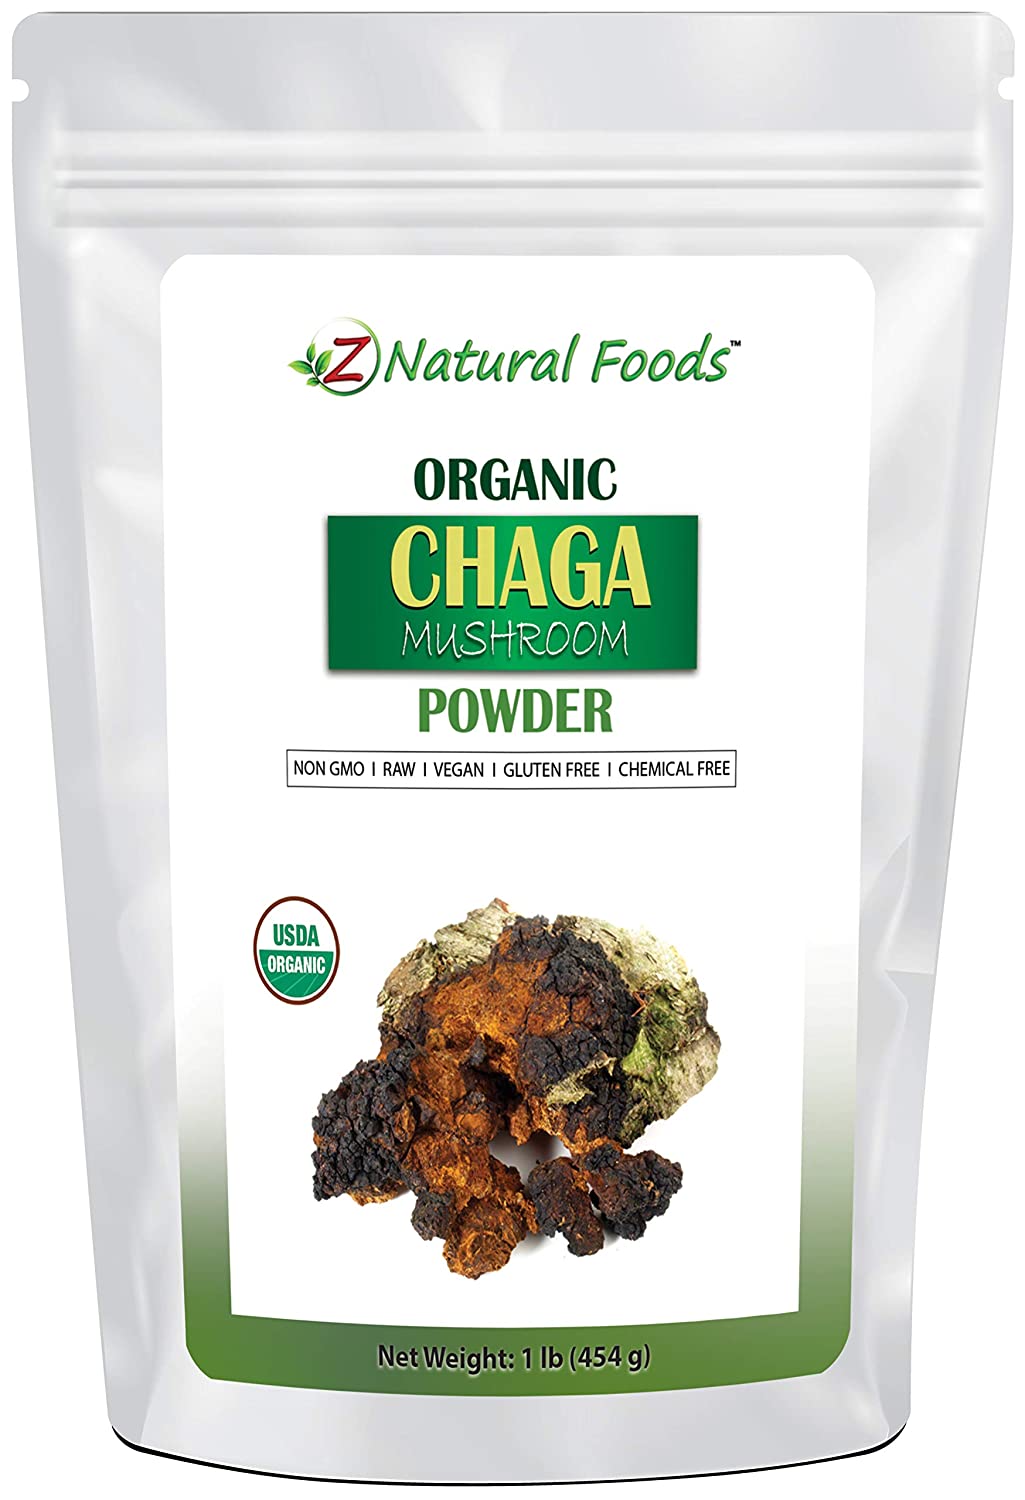 Z Natural Foods™
ORGANIC
CHAGA
MUSHROOM
POWDER
NON GMO I RAW I VEGAN I GLUTEN FREE I CHEMICAL FREE
USDA
ORGANIC
Net Weight: 1 lb (454 g)